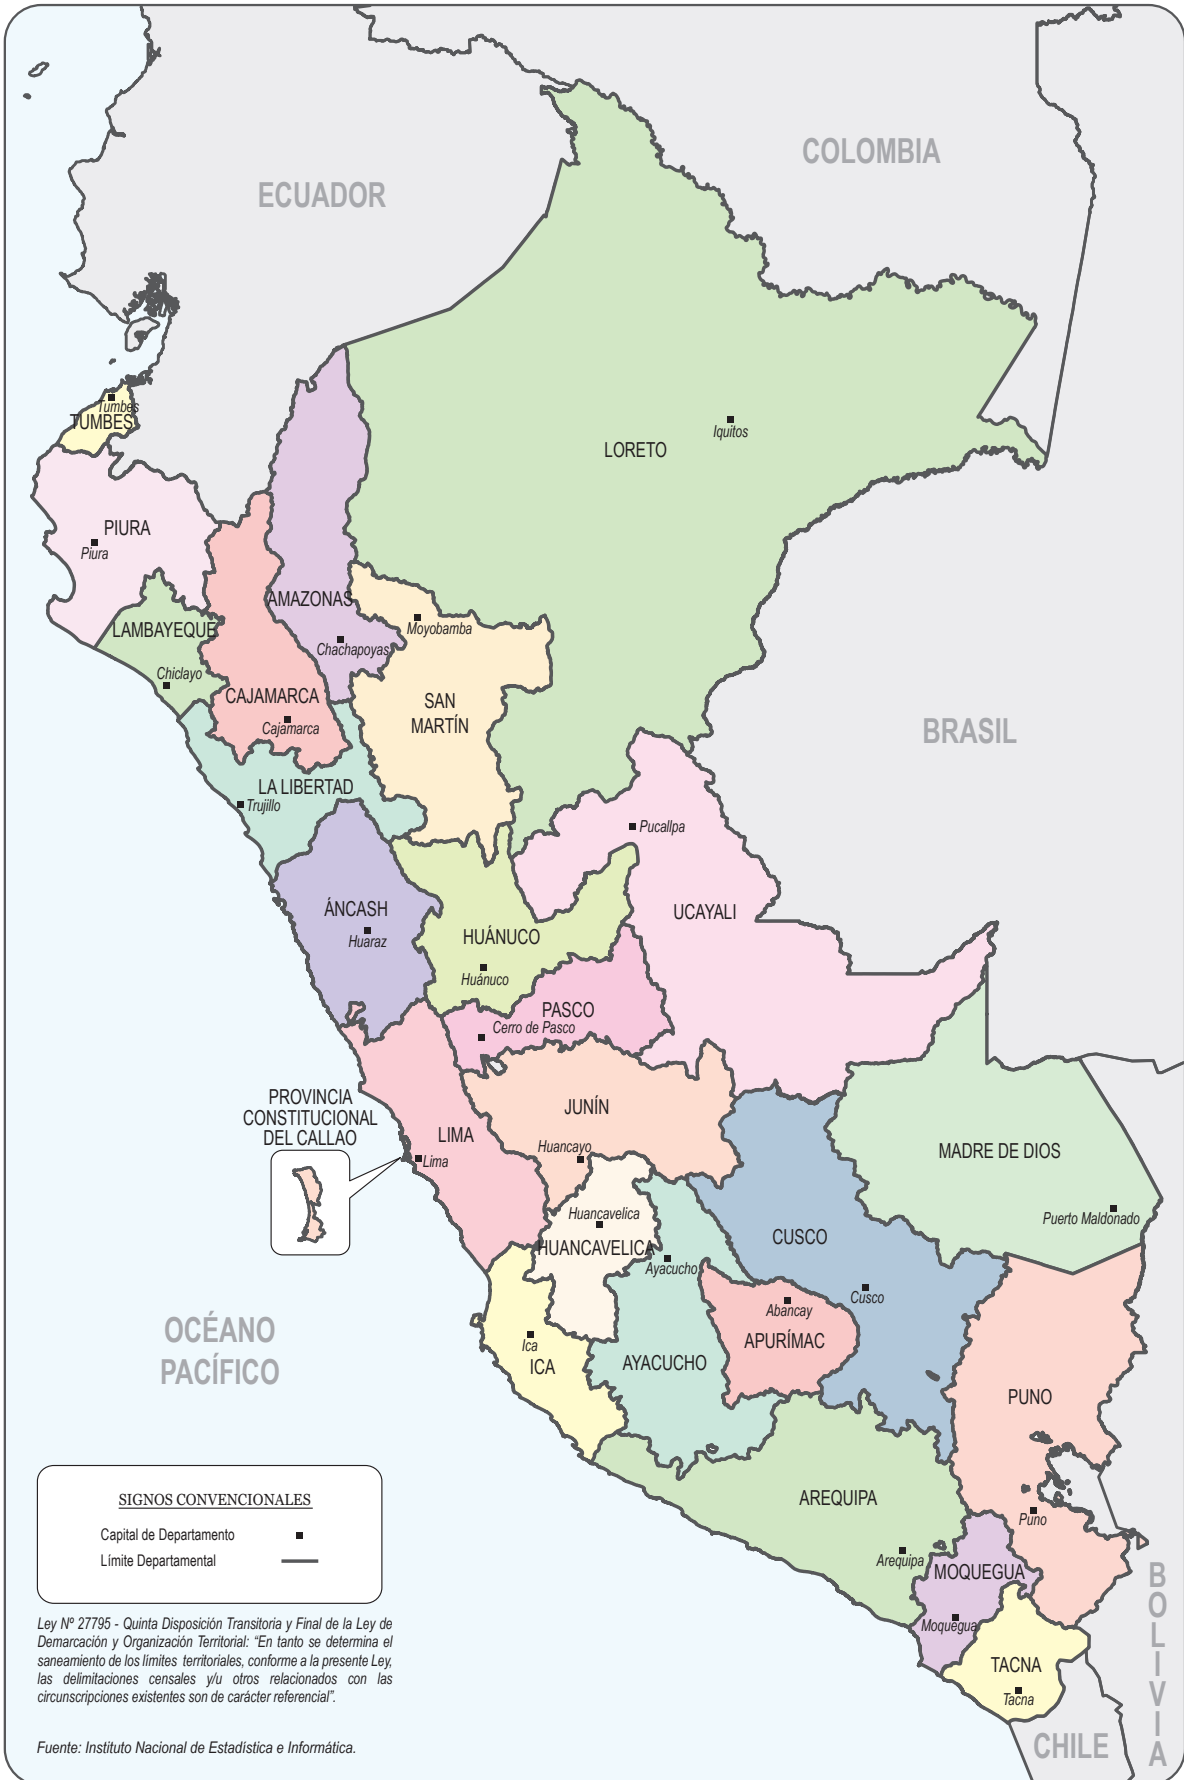 COLOMBIA
ECUADOR
Tumbes
TUMBES
Iquitos
LORETO
PIURA
Piura
AMAZONAS
LAMBAYEQUE
Moyobamba
Chachapoyas
Chiclayo
CAJAMARCA
Cajamarca
SAN
MARTÍN
BRASIL
LA LIBERTAD
Trujillo
Pucallpa
ÁNCASH
Huaraz
UCAYALI
HUÁNUCO
Huánuco
PASCO
Cerro de Pasco
PROVINCIA
CONSTITUCIONAL
DEL CALLAO
JUNÍN
LIMA
Lima
Huancayo
MADRE DE DIOS
Puerto Maldonado
Huancavelica
HUANCAVELICA
CUSCO
Ayacucho
Cusco
Abancay
APURÍMAC
OCÉANO
PACÍFICO
Ica
ICA
AYACUCHO
PUNO
AREQUIPA
Puno
Arequipa
MOQUEGUA
Moquegua
TACNA
Tacna
CHILE
B
O
L
I
V
I
A
SIGNOS CONVENCIONALES
Capital de Departamento
Límite Departamental
Ley Nº 27795 - Quinta Disposición Transitoria y Final de la Ley de
Demarcación y Organización Territorial: “En tanto se determina el
saneamiento de los límites territoriales, conforme a la presente Ley,
las delimitaciones censales y/u otros relacionados con las
circunscripciones existentes son de carácter referencial”.
Fuente: Instituto Nacional de Estadística e Informática.